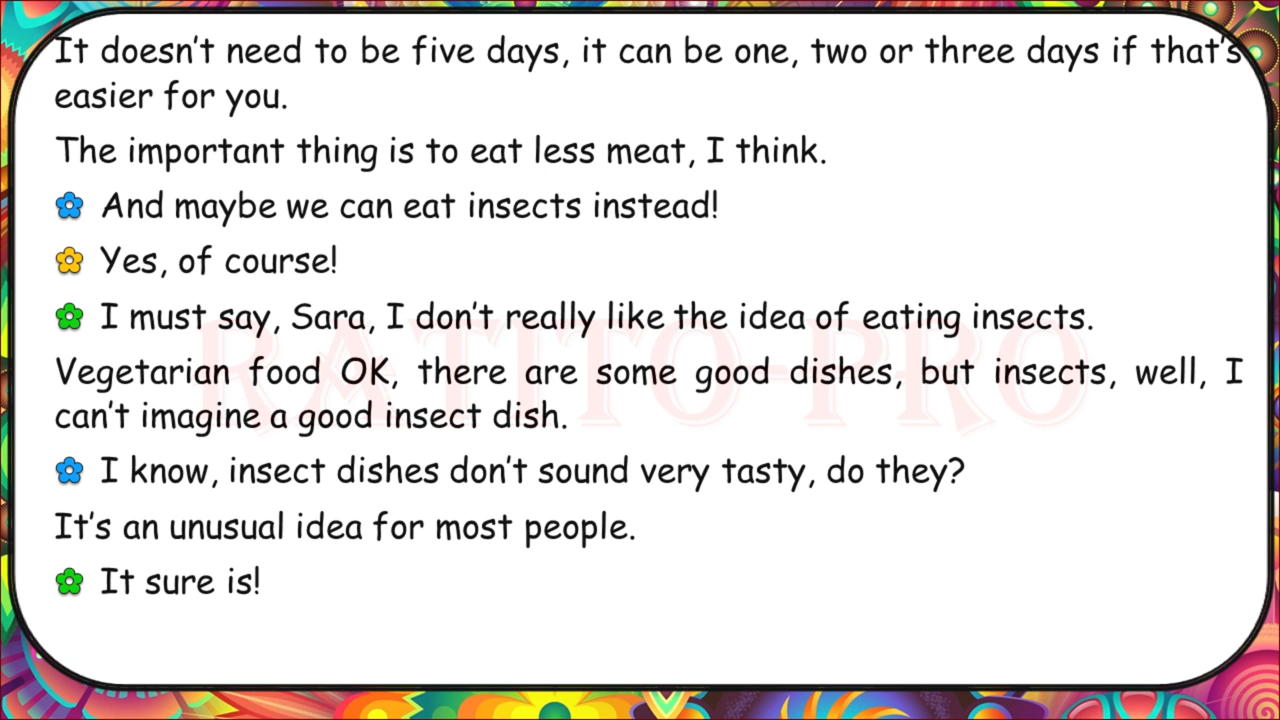 It doesn't need to be five days, it can be one, two or three days if that's
easier for you.
The important thing is to eat less meat, I think.
And maybe we can eat insects instead!
Yes, of course!
I must say, Sara, I don't really like the idea of eating insects.
Vegetarian food OK, there are some good dishes, but insects, well, I
can't imagine a good insect dish.
I know, insect dishes don't sound very tasty, do they?
It's an unusual idea for most people.
It sure is!
RATITO-PRO